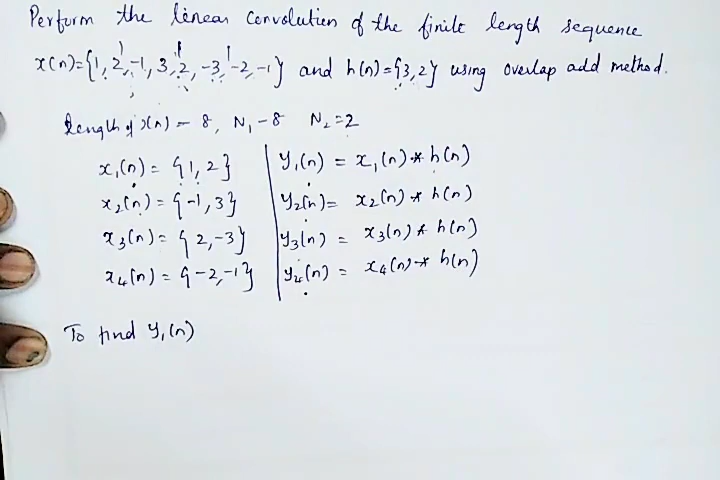 Perform the linear Convolution of the finite length sequence
x(n)={1, 2, -1, 3, 2, -3, -2, -1} and h(n)={3,2} using overlap add method.
Length of x(n) = 8, N₁ - 8 N₂ = 2
x₁(n) = {1, 2} y₁(n) = x₁(n) * h(n)
x₂(n) = {-1, 3} y₂(n) = x₂(n) * h(n)
x₃(n) = {2, -3} y₃(n) = x₃(n) * h(n)
x₄(n) = {-2, -1} y₄(n) = x₄(n) * h(n)
To find y₁(n)